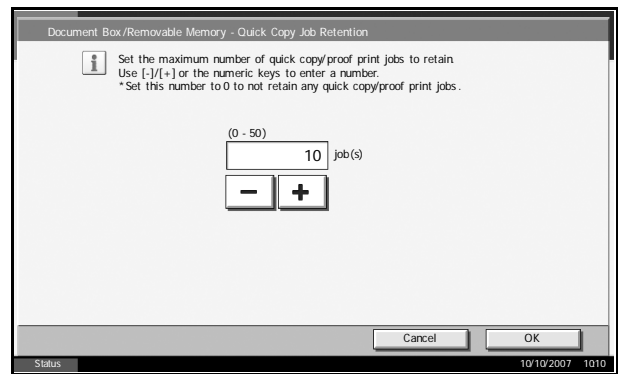 Document Box/Removable Memory - Quick Copy Job Retention
Set the maximum number of quick copy/proof print jobs to retain.
Use [-]/[+] or the numeric keys to enter a number.
*Set this number to 0 to not retain any quick copy/proof print jobs.
(0 - 50)
10 job(s)
- +
Cancel OK
Status 10/10/2007 10:10